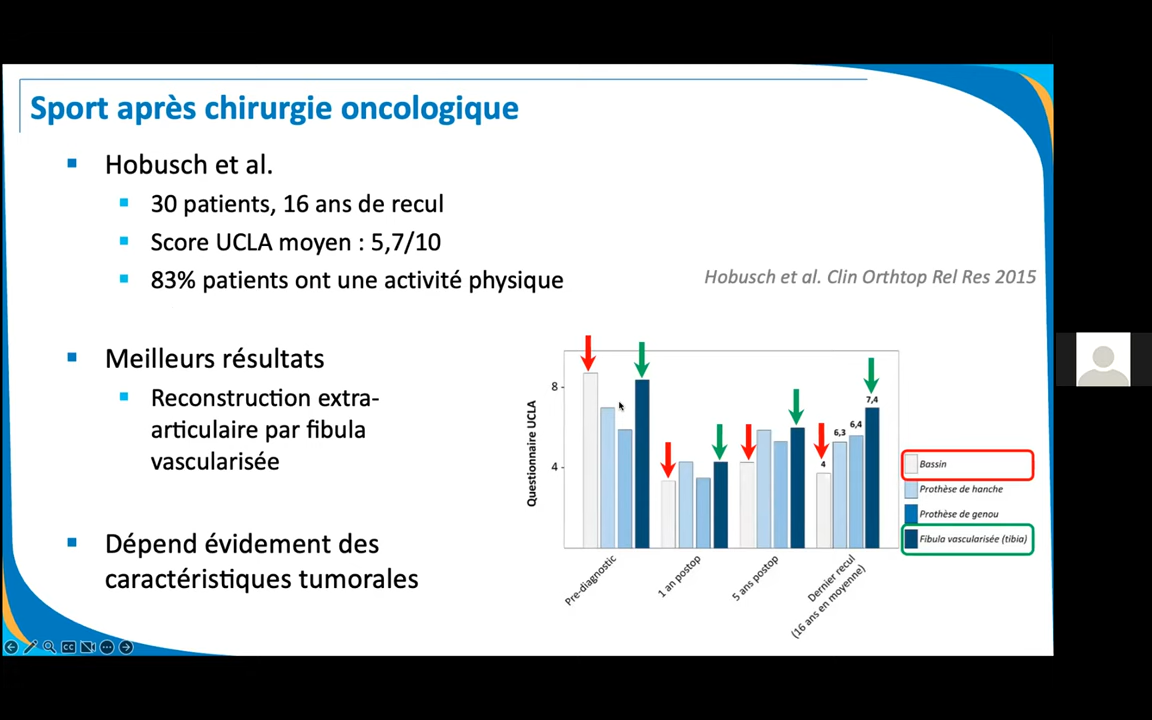 Sport après chirurgie oncologique
Hobusch et al.
30 patients, 16 ans de recul
Score UCLA moyen : 5,7/10
83% patients ont une activité physique
Hobusch et al. Clin Orthtop Rel Res 2015
Meilleurs résultats
Reconstruction extra-
articulaire par fibula
vascularisée
Dépend évidement des
caractéristiques tumorales
Questionnaire UCLA
8
4
4
6,3
6,4
7,4
Pre-diagnostic
1 an postop
5 ans postop
Dernier recul
(16 ans en moyenne)
Bassin
Prothèse de hanche
Prothèse de genou
Fibula vascularisée (tibia)
CC